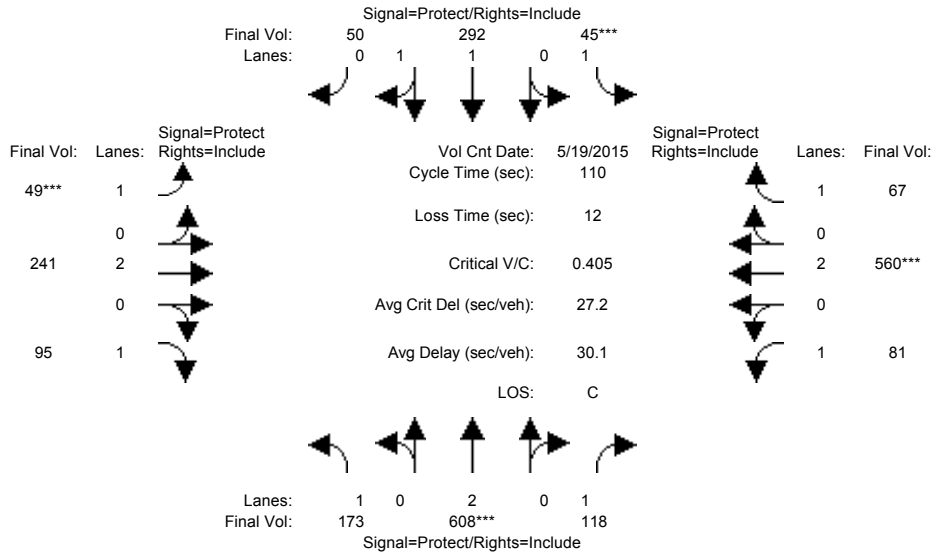 Signal=Protect/Rights=Include
Final Vol: 50 292 45***
Lanes: 0 1 1 0 1
Signal=Protect Signal=Protect
Final Vol: Lanes: Rights=Include Vol Cnt Date: 5/19/2015 Rights=Include Lanes: Final Vol:
Cycle Time (sec): 110
49*** 1 1 67
Loss Time (sec): 12
0 0
241 2 Critical V/C: 0.405 2 560***
0 Avg Crit Del (sec/veh): 27.2 0
95 1 Avg Delay (sec/veh): 30.1 1 81
LOS: C
Lanes: 1 0 2 0 1
Final Vol: 173 608*** 118
Signal=Protect/Rights=Include